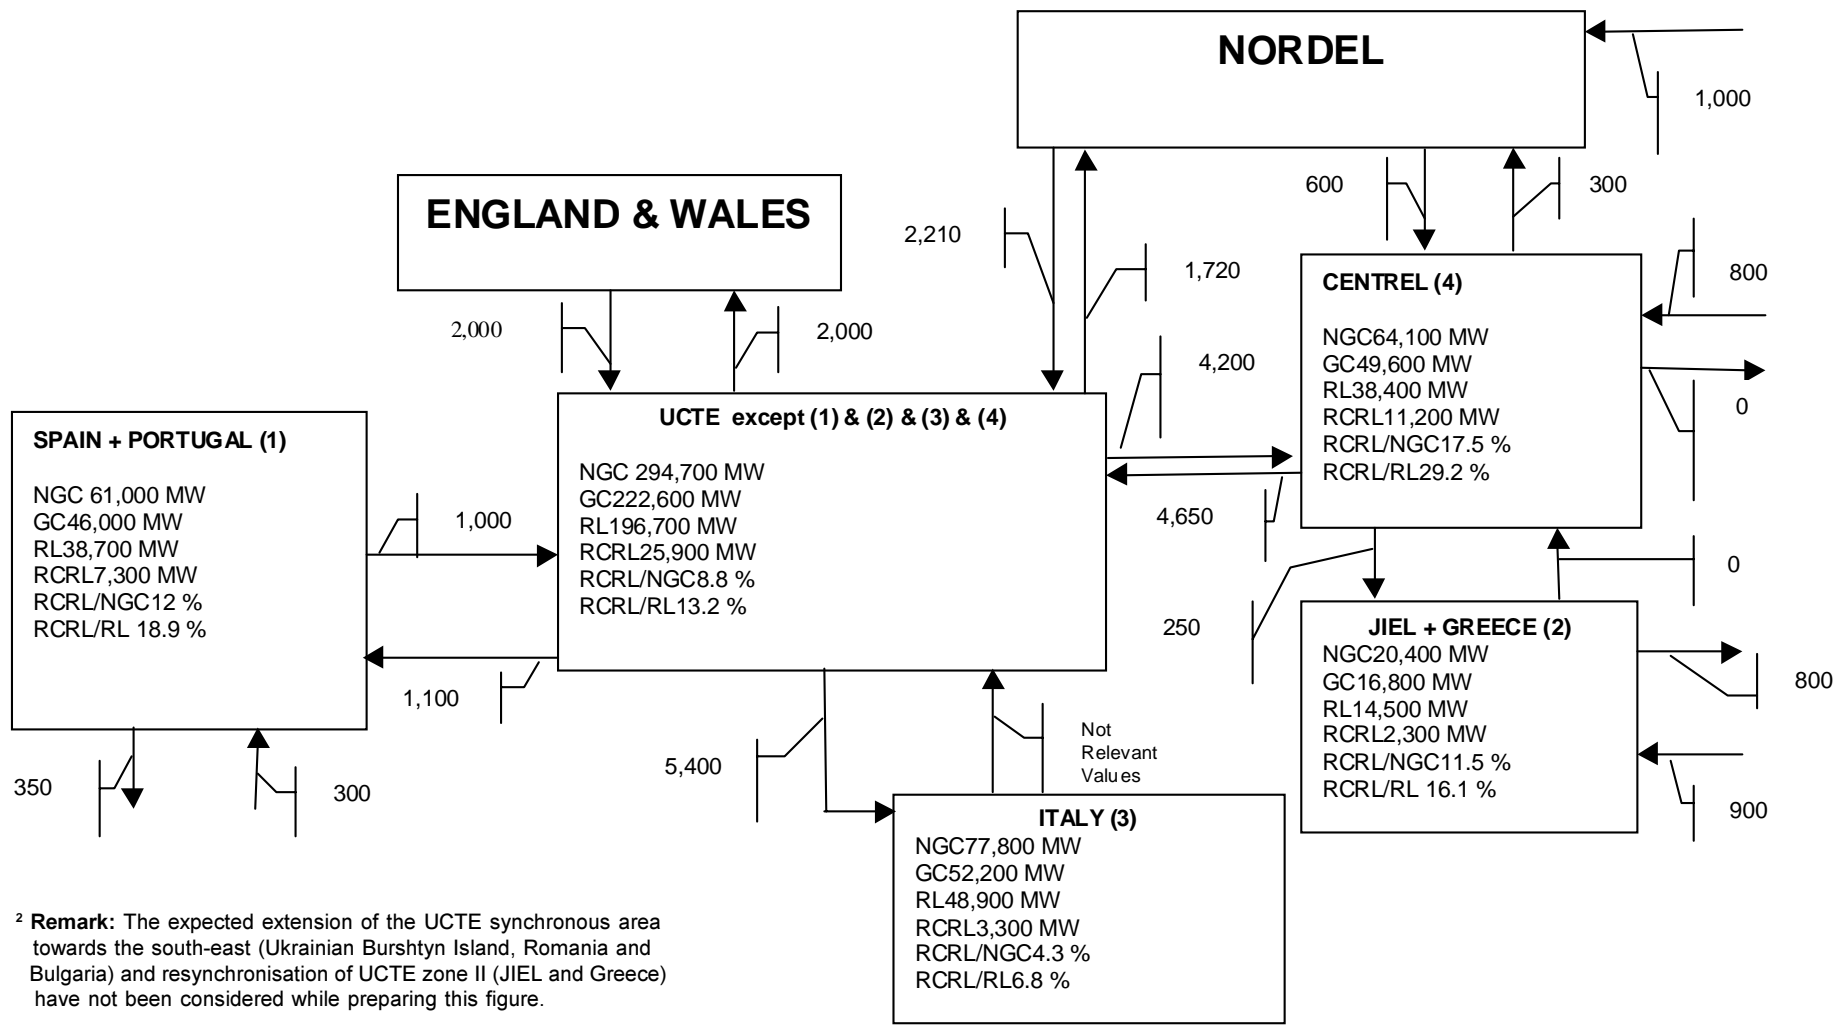 NORDEL
1,000
600
300
ENGLAND & WALES
2,210
1,720
2,000
2,000
4,200
800
CENTREL (4)
NGC64,100 MW
GC49,600 MW
RL38,400 MW
RCRL11,200 MW
RCRL/NGC17.5 %
RCRL/RL29.2 %
0
UCTE except (1) & (2) & (3) & (4)
NGC 294,700 MW
GC222,600 MW
RL196,700 MW
RCRL25,900 MW
RCRL/NGC8.8 %
RCRL/RL13.2 %
SPAIN + PORTUGAL (1)
NGC 61,000 MW
GC46,000 MW
RL38,700 MW
RCRL7,300 MW
RCRL/NGC12 %
RCRL/RL 18.9 %
1,000
4,650
0
250
1,100
JIEL + GREECE (2)
NGC20,400 MW
GC16,800 MW
RL14,500 MW
RCRL2,300 MW
RCRL/NGC11.5 %
RCRL/RL 16.1 %
800
900
350
300
5,400
Not
Relevant
Values
ITALY (3)
NGC77,800 MW
GC52,200 MW
RL48,900 MW
RCRL3,300 MW
RCRL/NGC4.3 %
RCRL/RL6.8 %
² Remark: The expected extension of the UCTE synchronous area
towards the south-east (Ukrainian Burshtyn Island, Romania and
Bulgaria) and resynchronisation of UCTE zone II (JIEL and Greece)
have not been considered while preparing this figure.